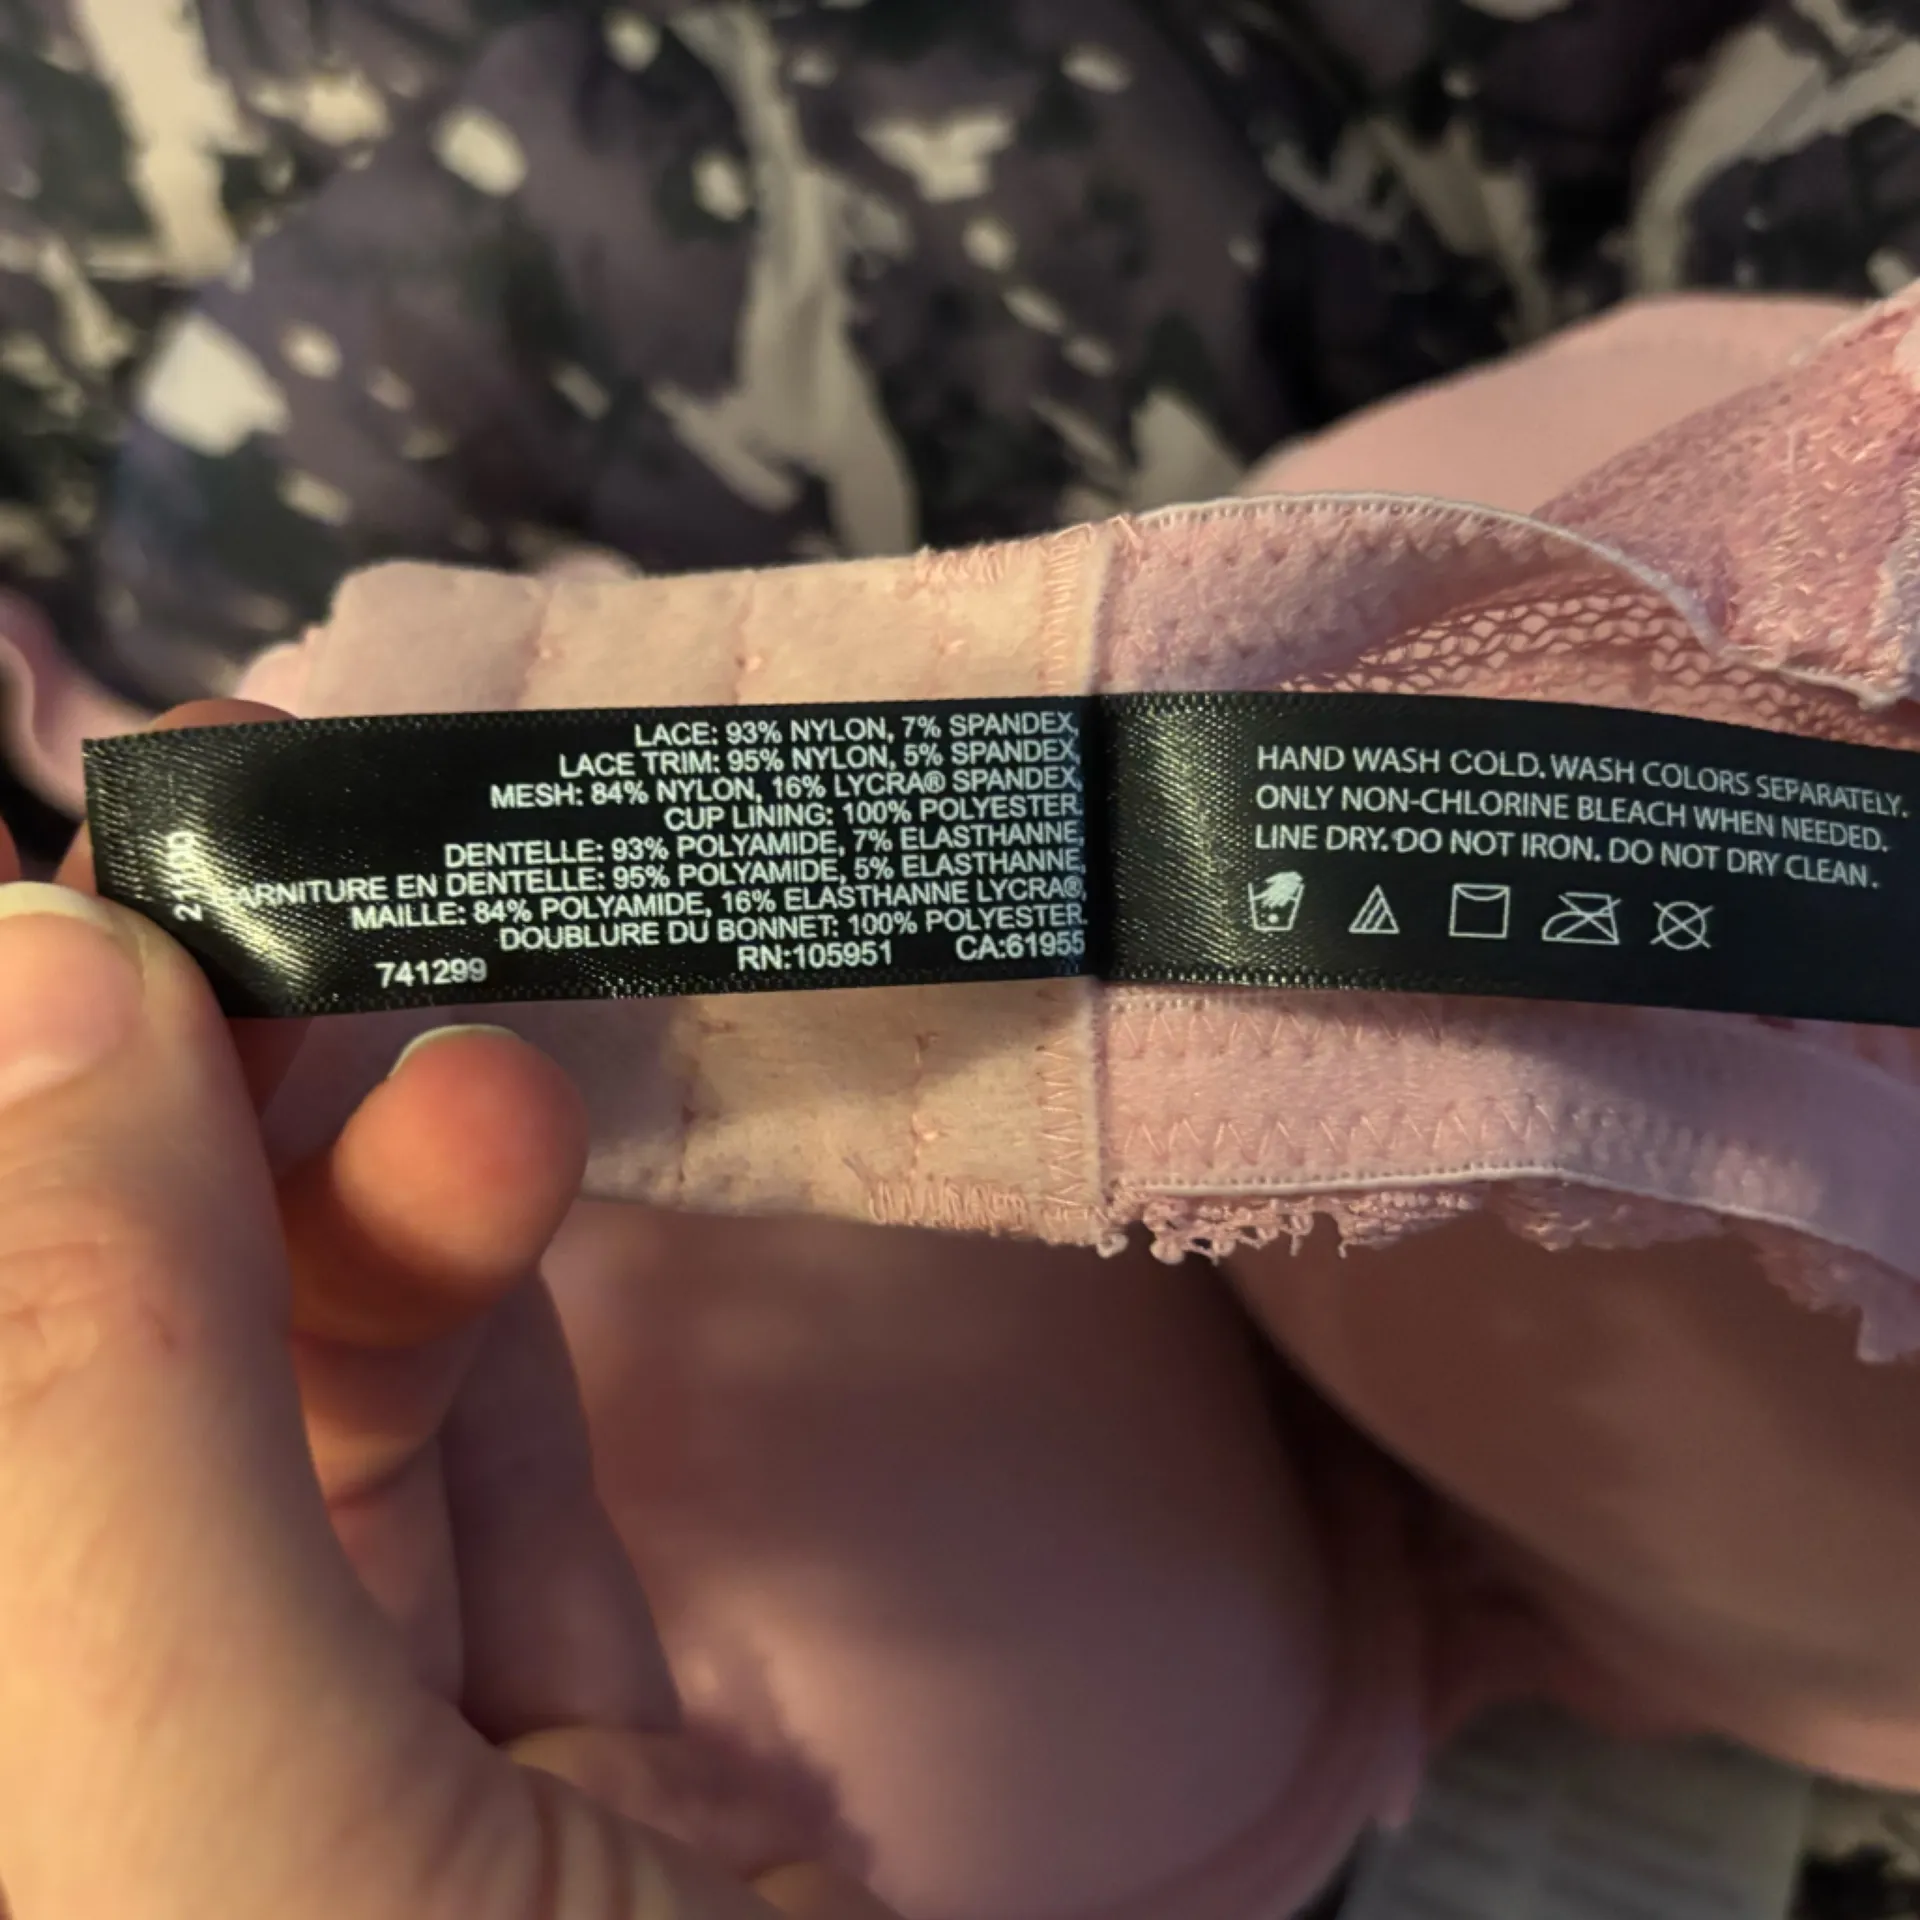 LACE: 93% NYLON, 7% SPANDEX,
LACE TRIM: 95% NYLON, 5% SPANDEX,
MESH: 84% NYLON, 16% LYCRA® SPANDEX,
CUP LINING: 100% POLYESTER.
DENTELLE: 93% POLYAMIDE, 7% ELASTHANNE,
GARNITURE EN DENTELLE: 95% POLYAMIDE, 5% ELASTHANNE,
MAILLE: 84% POLYAMIDE, 16% ELASTHANNE LYCRA®,
DOUBLURE DU BONNET: 100% POLYESTER.
741299 RN:105951 CA:61955
HAND WASH COLD. WASH COLORS SEPARATELY.
ONLY NON-CHLORINE BLEACH WHEN NEEDED.
LINE DRY. DO NOT IRON. DO NOT DRY CLEAN.